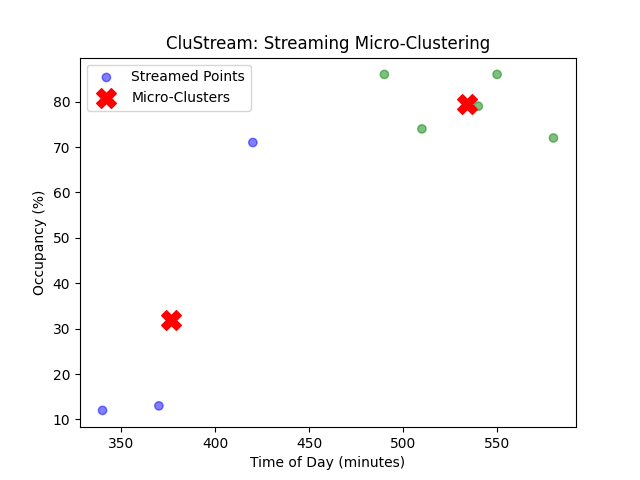 CluStream: Streaming Micro-Clustering
Streamed Points
Micro-Clusters
80
70
60
50
40
30
20
10
Occupancy (%)
350 400 450 500 550
Time of Day (minutes)